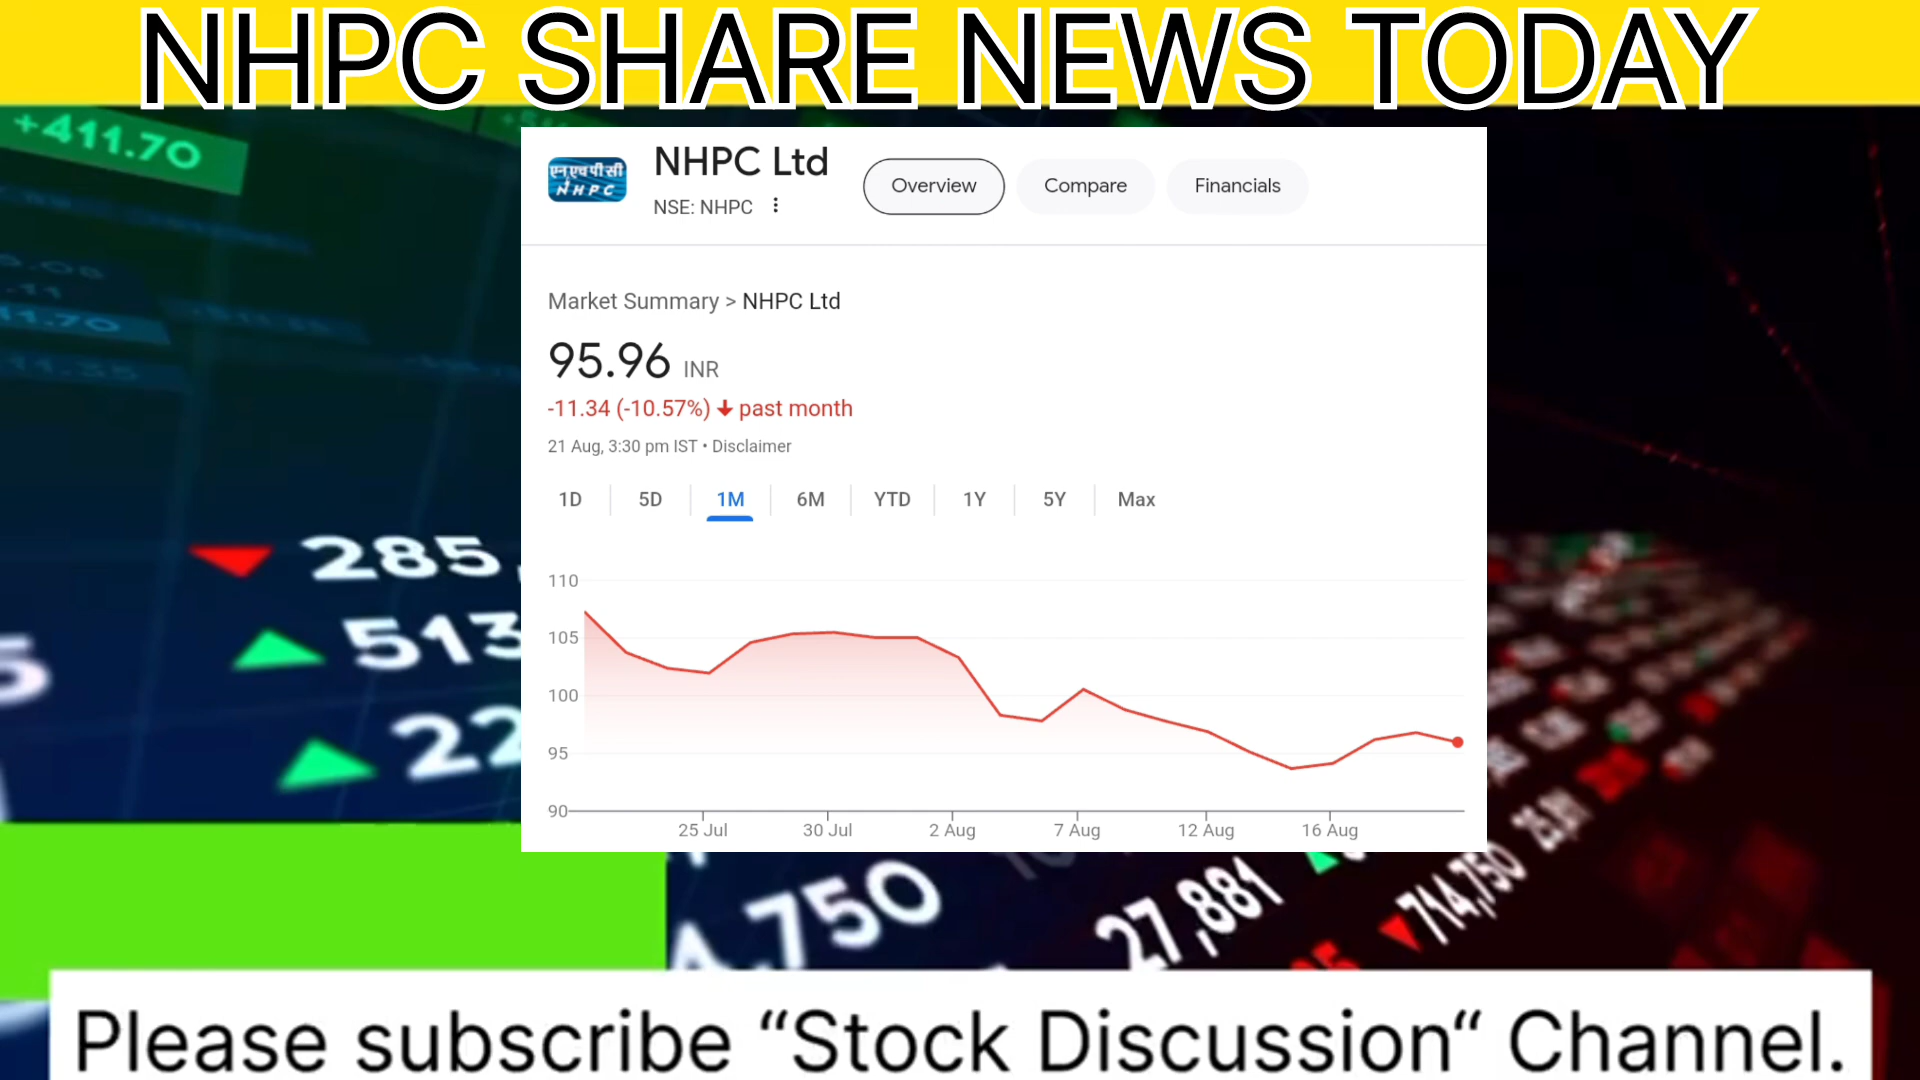 NHPC SHARE NEWS TODAY
+411.70
एनएचपीसी
NHPC
NHPC Ltd
NSE: NHPC
Overview
Compare
Financials
Market Summary > NHPC Ltd
95.96 INR
-11.34 (-10.57%) past month
21 Aug, 3:30 pm IST • Disclaimer
1D 5D 1M 6M YTD 1Y 5Y Max
110
105
100
95
90
25 Jul 30 Jul 2 Aug 7 Aug 12 Aug 16 Aug
285,
513
22
4,750
27,881
714,750
Please subscribe “Stock Discussion“ Channel.